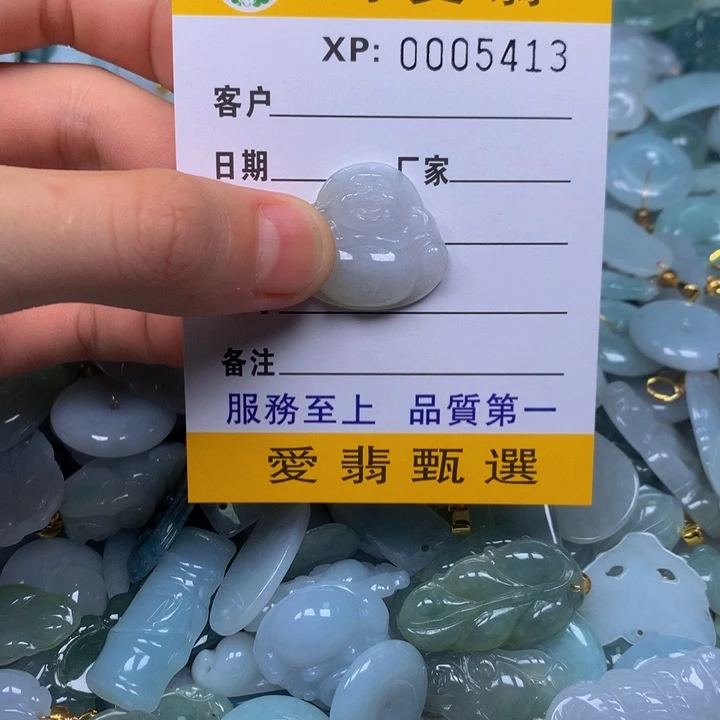 XP: 0005413
客户
日期 厂家
备注
服務至上 品質第一
愛翡甄選